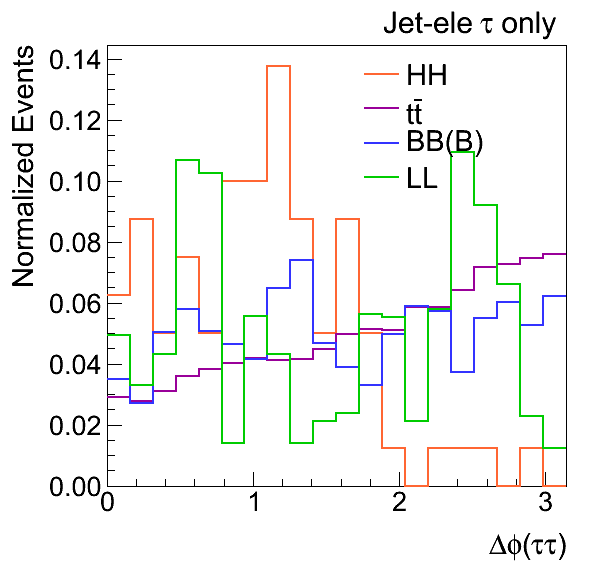 Jet-ele τ only
Normalized Events
0.14
0.12
0.10
0.08
0.06
0.04
0.02
0.00
HH
tt̄
BB(B)
LL
0 1 2 3
Δϕ(ττ)